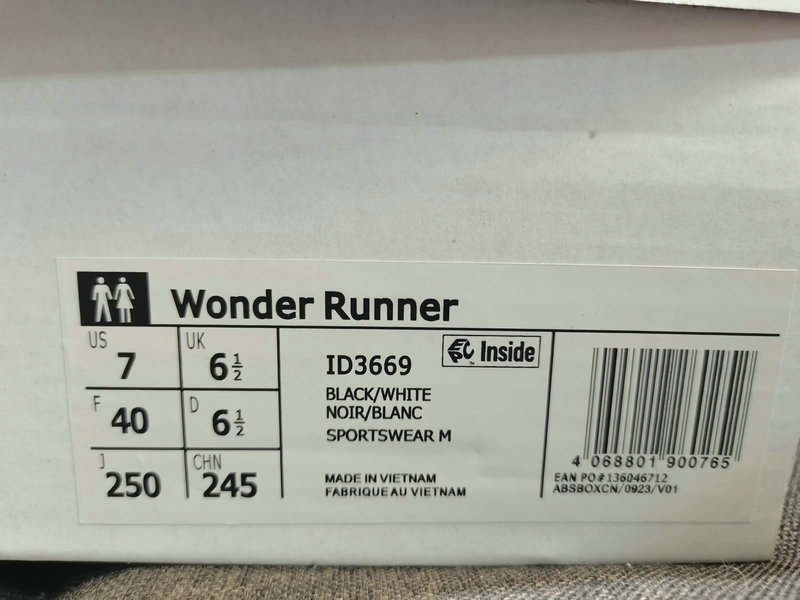 Wonder Runner
US 7
UK 6 1/2
F 40
D 6 1/2
J 250
CHN 245
Inside
ID3669
BLACK/WHITE
NOIR/BLANC
SPORTSWEAR M
MADE IN VIETNAM
FABRIQUE AU VIETNAM
4 068801 900765
EAN PO# 136046712
ABSBOXCN/0923/V01